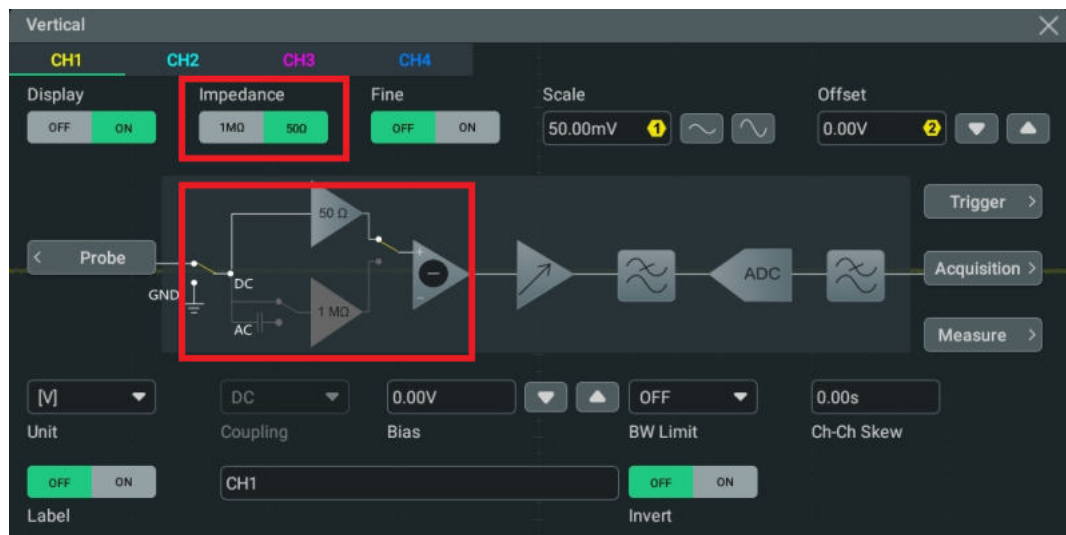 Vertical
CH1 CH2 CH3 CH4
Display Impedance Fine Scale Offset
OFF ON 1MΩ 50Ω OFF ON 50.00mV 1 0.00V 2
50 Ω
Trigger >
< Probe
DC
GND
+
-
ADC
Acquisition >
1 MΩ
AC
Measure >
[V] DC 0.00V OFF 0.00s
Unit Coupling Bias BW Limit Ch-Ch Skew
OFF ON CH1 OFF ON
Label Invert